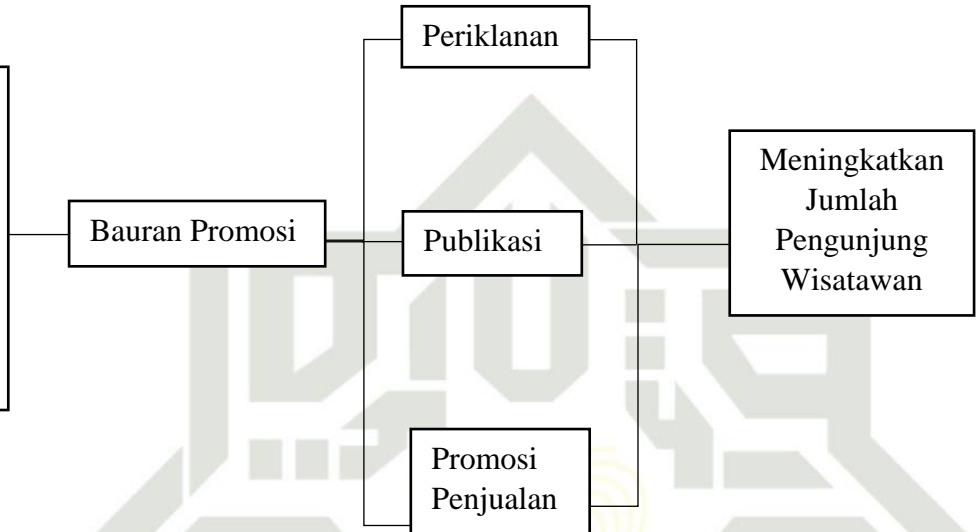 Periklanan
Bauran Promosi
Publikasi
Promosi
Penjualan
Meningkatkan
Jumlah
Pengunjung
Wisatawan